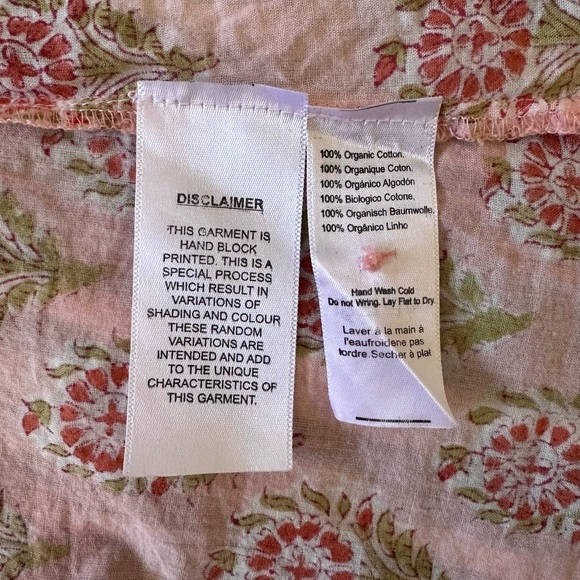 DISCLAIMER
THIS GARMENT IS
HAND BLOCK
PRINTED. THIS IS A
SPECIAL PROCESS
WHICH RESULT IN
VARIATIONS OF
SHADING AND COLOUR
THESE RANDOM
VARIATIONS ARE
INTENDED AND ADD
TO THE UNIQUE
CHARACTERISTICS OF
THIS GARMENT.
100% Organic Cotton,
100% Organique Coton,
100% Orgánico Algodón
100% Biologico Cotone,
100% Organisch Baumwolle,
100% Orgânico Linho
Hand Wash Cold
Do not Wring. Lay Flat to Dry.
Laver à la main à
l'eaufroidene pas
tordre.Secher à plat